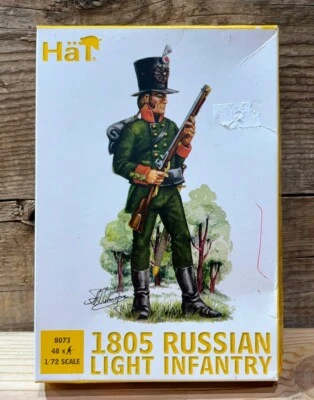 HäT
8073
48 x
1/72 SCALE
1805 RUSSIAN
LIGHT INFANTRY